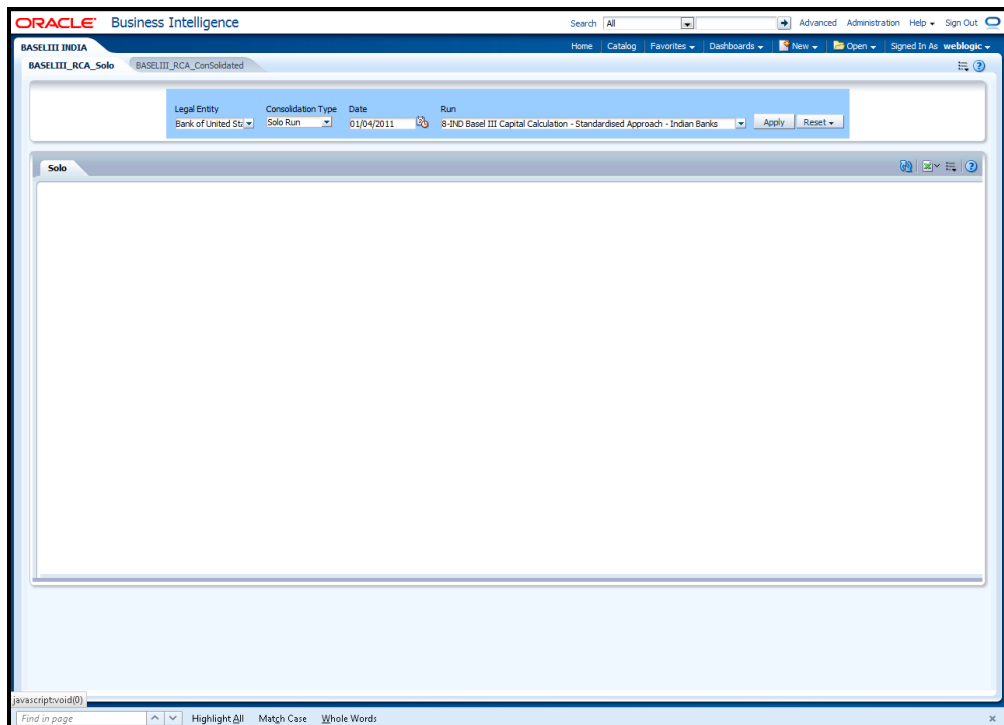 ORACLE Business Intelligence Search All Advanced Administration Help Sign Out
BASELIII INDIA Home Catalog Favorites Dashboards New Open Signed In As weblogic
BASELIII_RCA_Solo BASELIII_RCA_ConSolidated
Legal Entity Consolidation Type Date Run
Bank of United Sta Solo Run 01/04/2011 8-IND Basel III Capital Calculation - Standardised Approach - Indian Banks Apply Reset
Solo
javascript:void(0)
Find in page Highlight All Match Case Whole Words